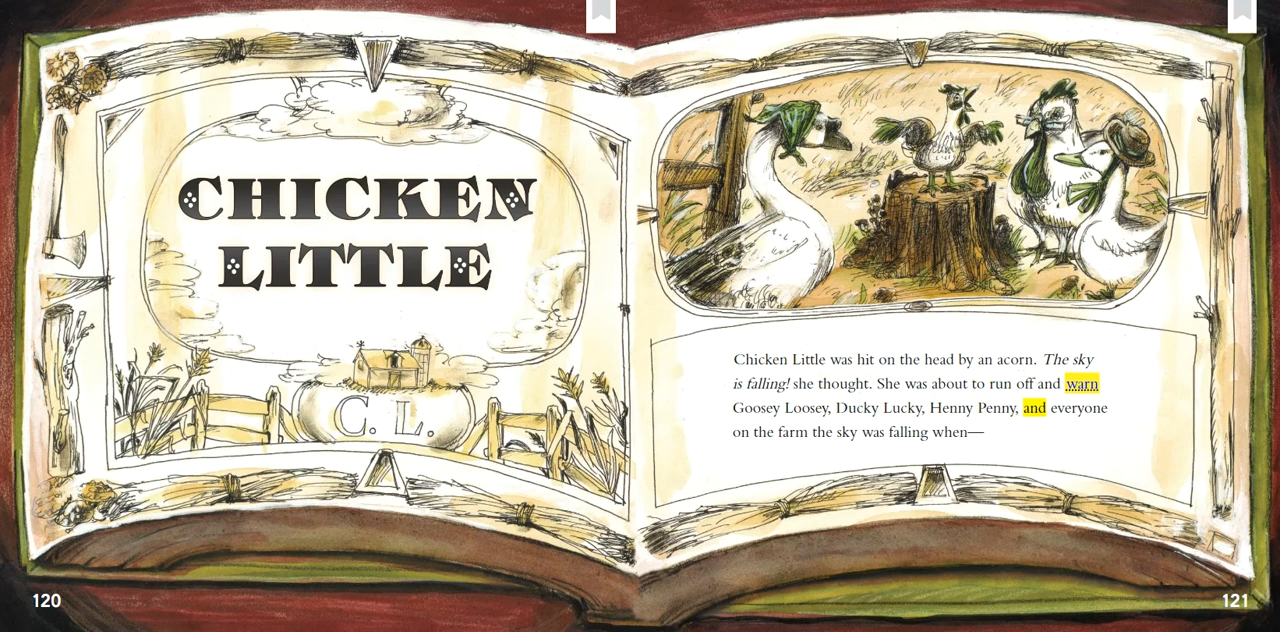 CHICKEN
LITTLE
C. L.
120
Chicken Little was hit on the head by an acorn. The sky
is falling! she thought. She was about to run off and warn
Goosey Loosey, Ducky Lucky, Henny Penny, and everyone
on the farm the sky was falling when—
121